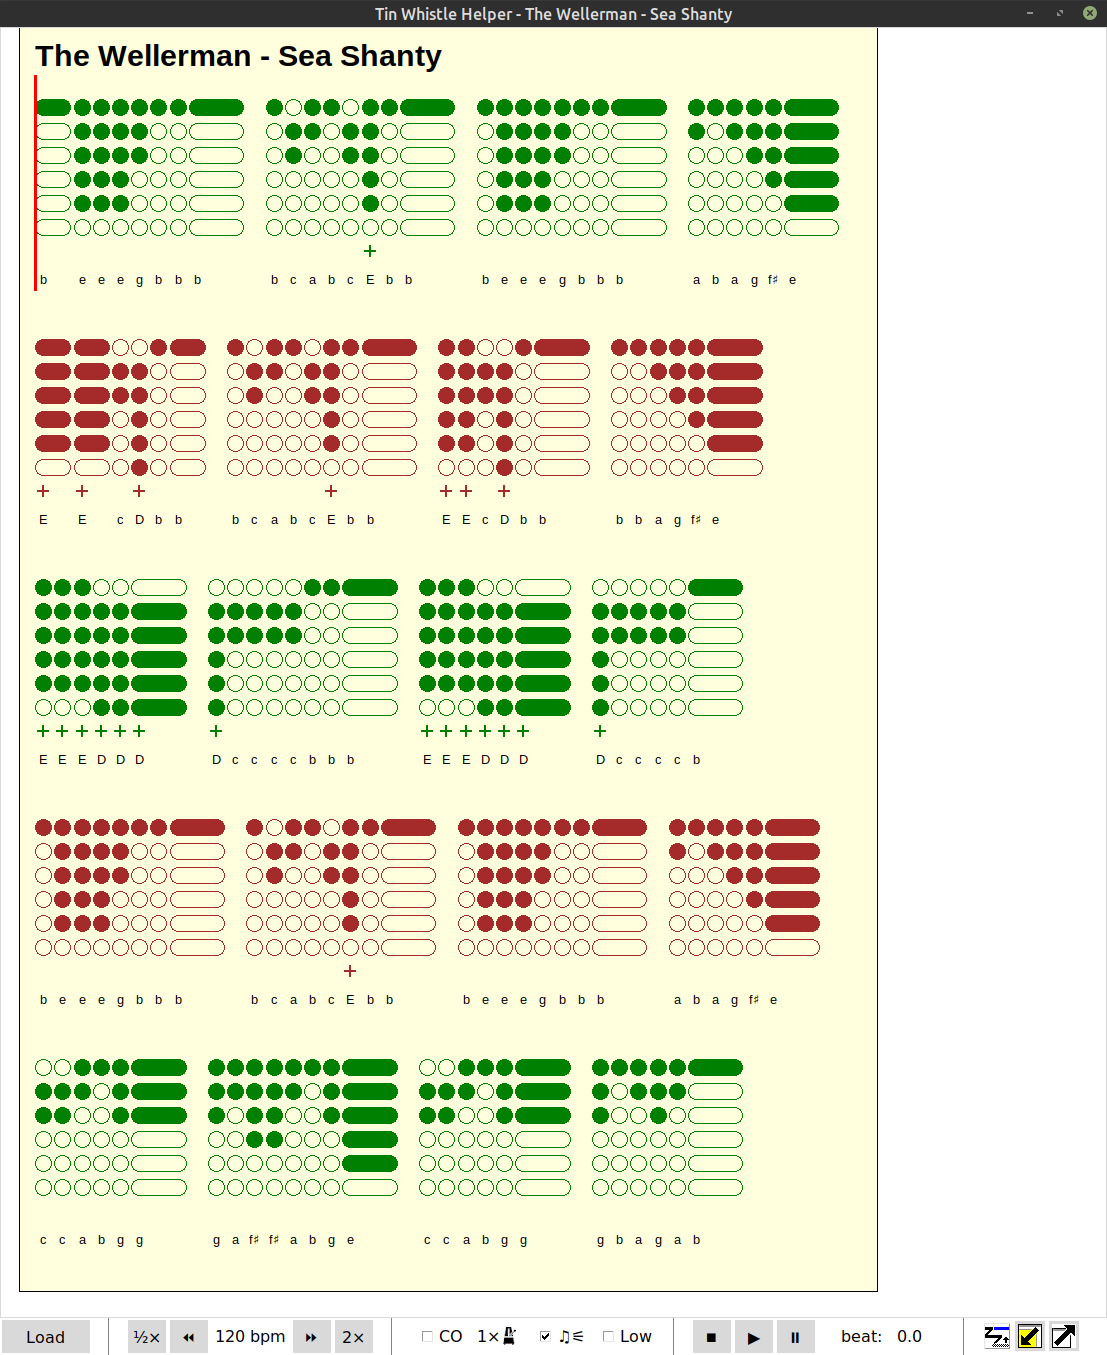 Tin Whistle Helper - The Wellerman - Sea Shanty
The Wellerman - Sea Shanty
+
b e e e g b b b b c a b c E b b b e e e g b b b a b a g f♯ e
+ + + + + + +
E E c D b b b c a b c E b b E E c D b b b b a g f♯ e
+ + + + + + + + + + + + + +
E E E D D D D c c c c b b b E E E D D D D c c c c b
+
b e e e g b b b b c a b c E b b b e e e g b b b a b a g f♯ e
c c a b g g g a f♯ f♯ a b g e c c a b g g g b a g a b
Load ½× 120 bpm 2× CO 1× Low beat: 0.0